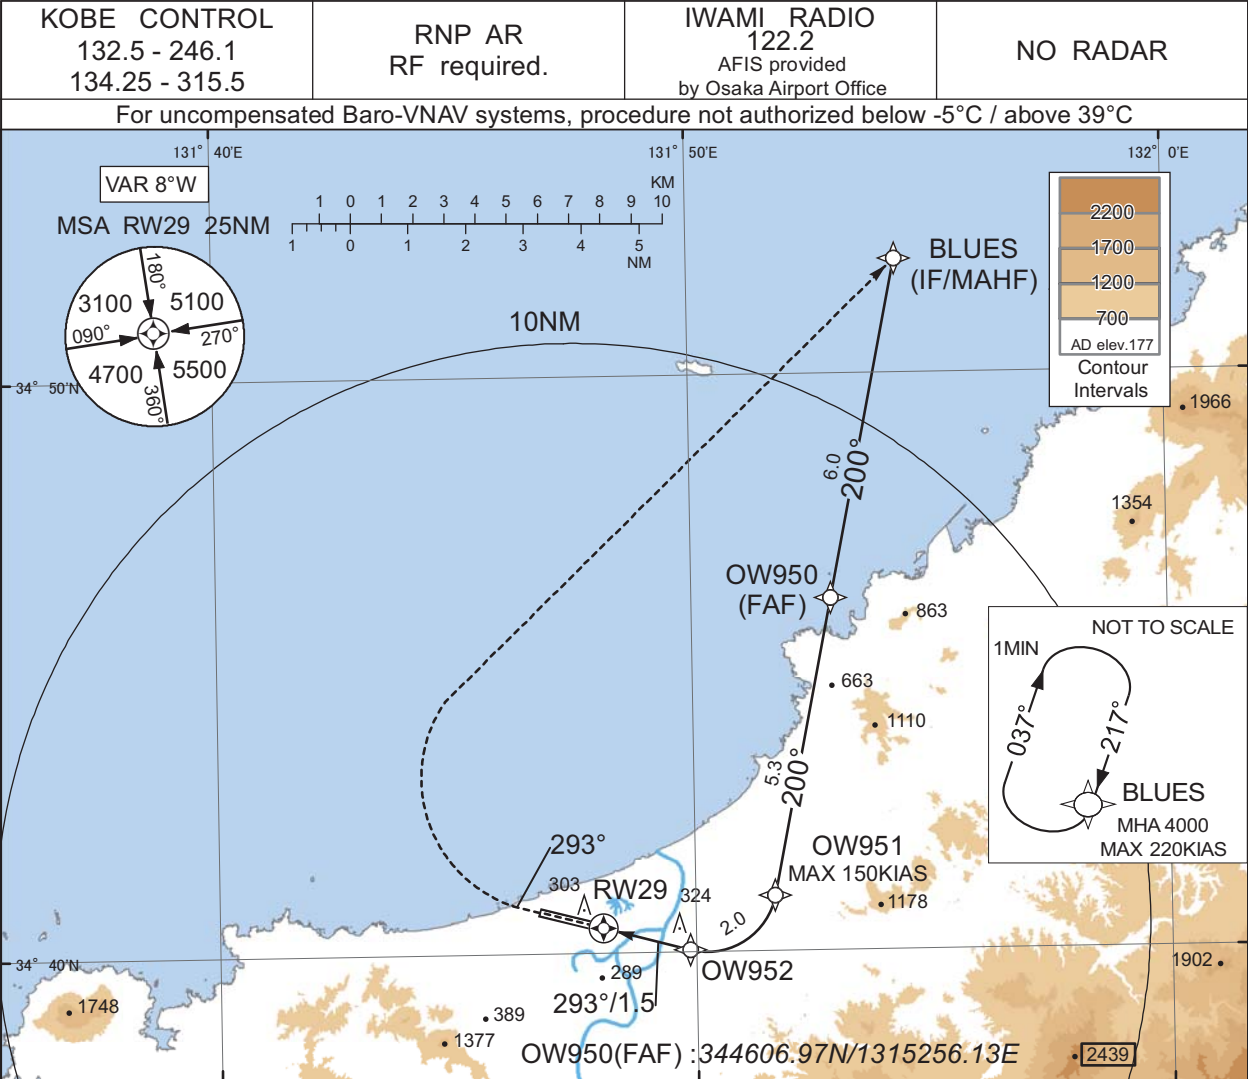 KOBE CONTROL
132.5 - 246.1
134.25 - 315.5
RNP AR
RF required.
IWAMI RADIO
122.2
AFIS provided
by Osaka Airport Office
NO RADAR
For uncompensated Baro-VNAV systems, procedure not authorized below -5°C / above 39°C
131° 40'E
131° 50'E
132° 0'E
VAR 8°W
MSA RW29 25NM
180°
3100
5100
090°
270°
4700
5500
360°
KM
1 0 1 2 3 4 5 6 7 8 9 10
1 0 1 2 3 4 5
NM
BLUES
(IF/MAHF)
10NM
2200
1700
1200
700
AD elev.177
Contour
Intervals
34° 50'N
1966
6.0
200°
1354
OW950
(FAF)
863
NOT TO SCALE
1MIN
037°
217°
BLUES
MHA 4000
MAX 220KIAS
663
1110
5.3
200°
OW951
MAX 150KIAS
293°
303
RW29
324
1178
2.0
OW952
34° 40'N
289
293°/1.5
1902
1748
389
1377
OW950(FAF) :344606.97N/1315256.13E
2439